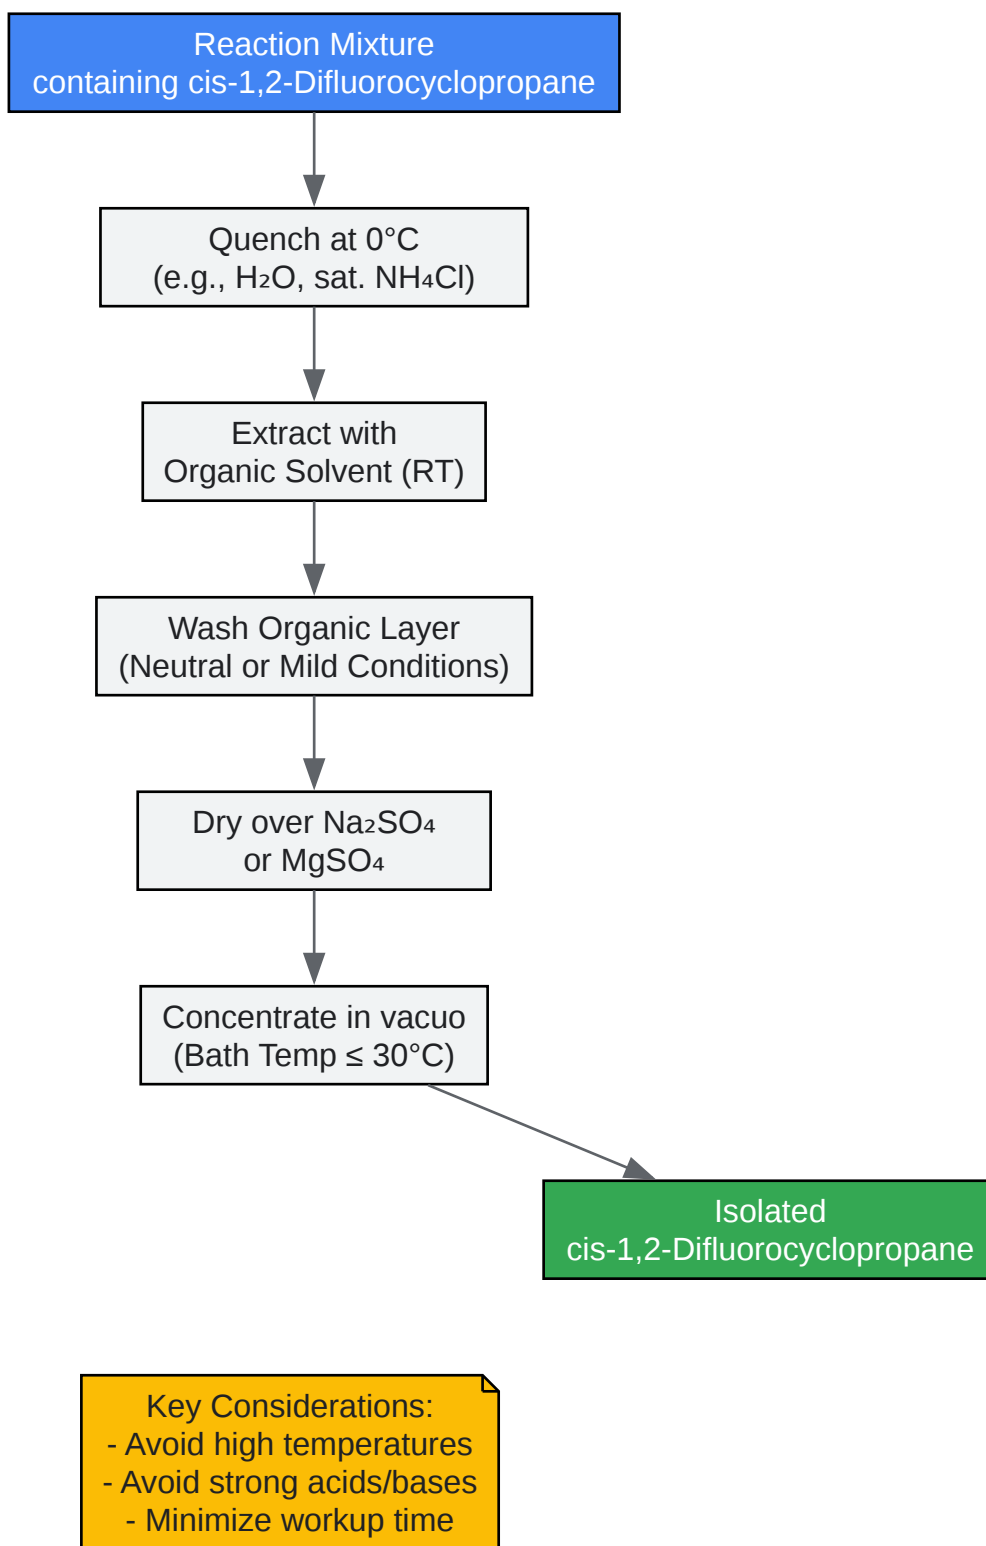 Reaction Mixture
containing cis-1,2-Difluorocyclopropane
Quench at 0°C
(e.g., H₂O, sat. NH₄Cl)
Extract with
Organic Solvent (RT)
Wash Organic Layer
(Neutral or Mild Conditions)
Dry over Na₂SO₄
or MgSO₄
Concentrate in vacuo
(Bath Temp ≤ 30°C)
Isolated
cis-1,2-Difluorocyclopropane
Key Considerations:
- Avoid high temperatures
- Avoid strong acids/bases
- Minimize workup time